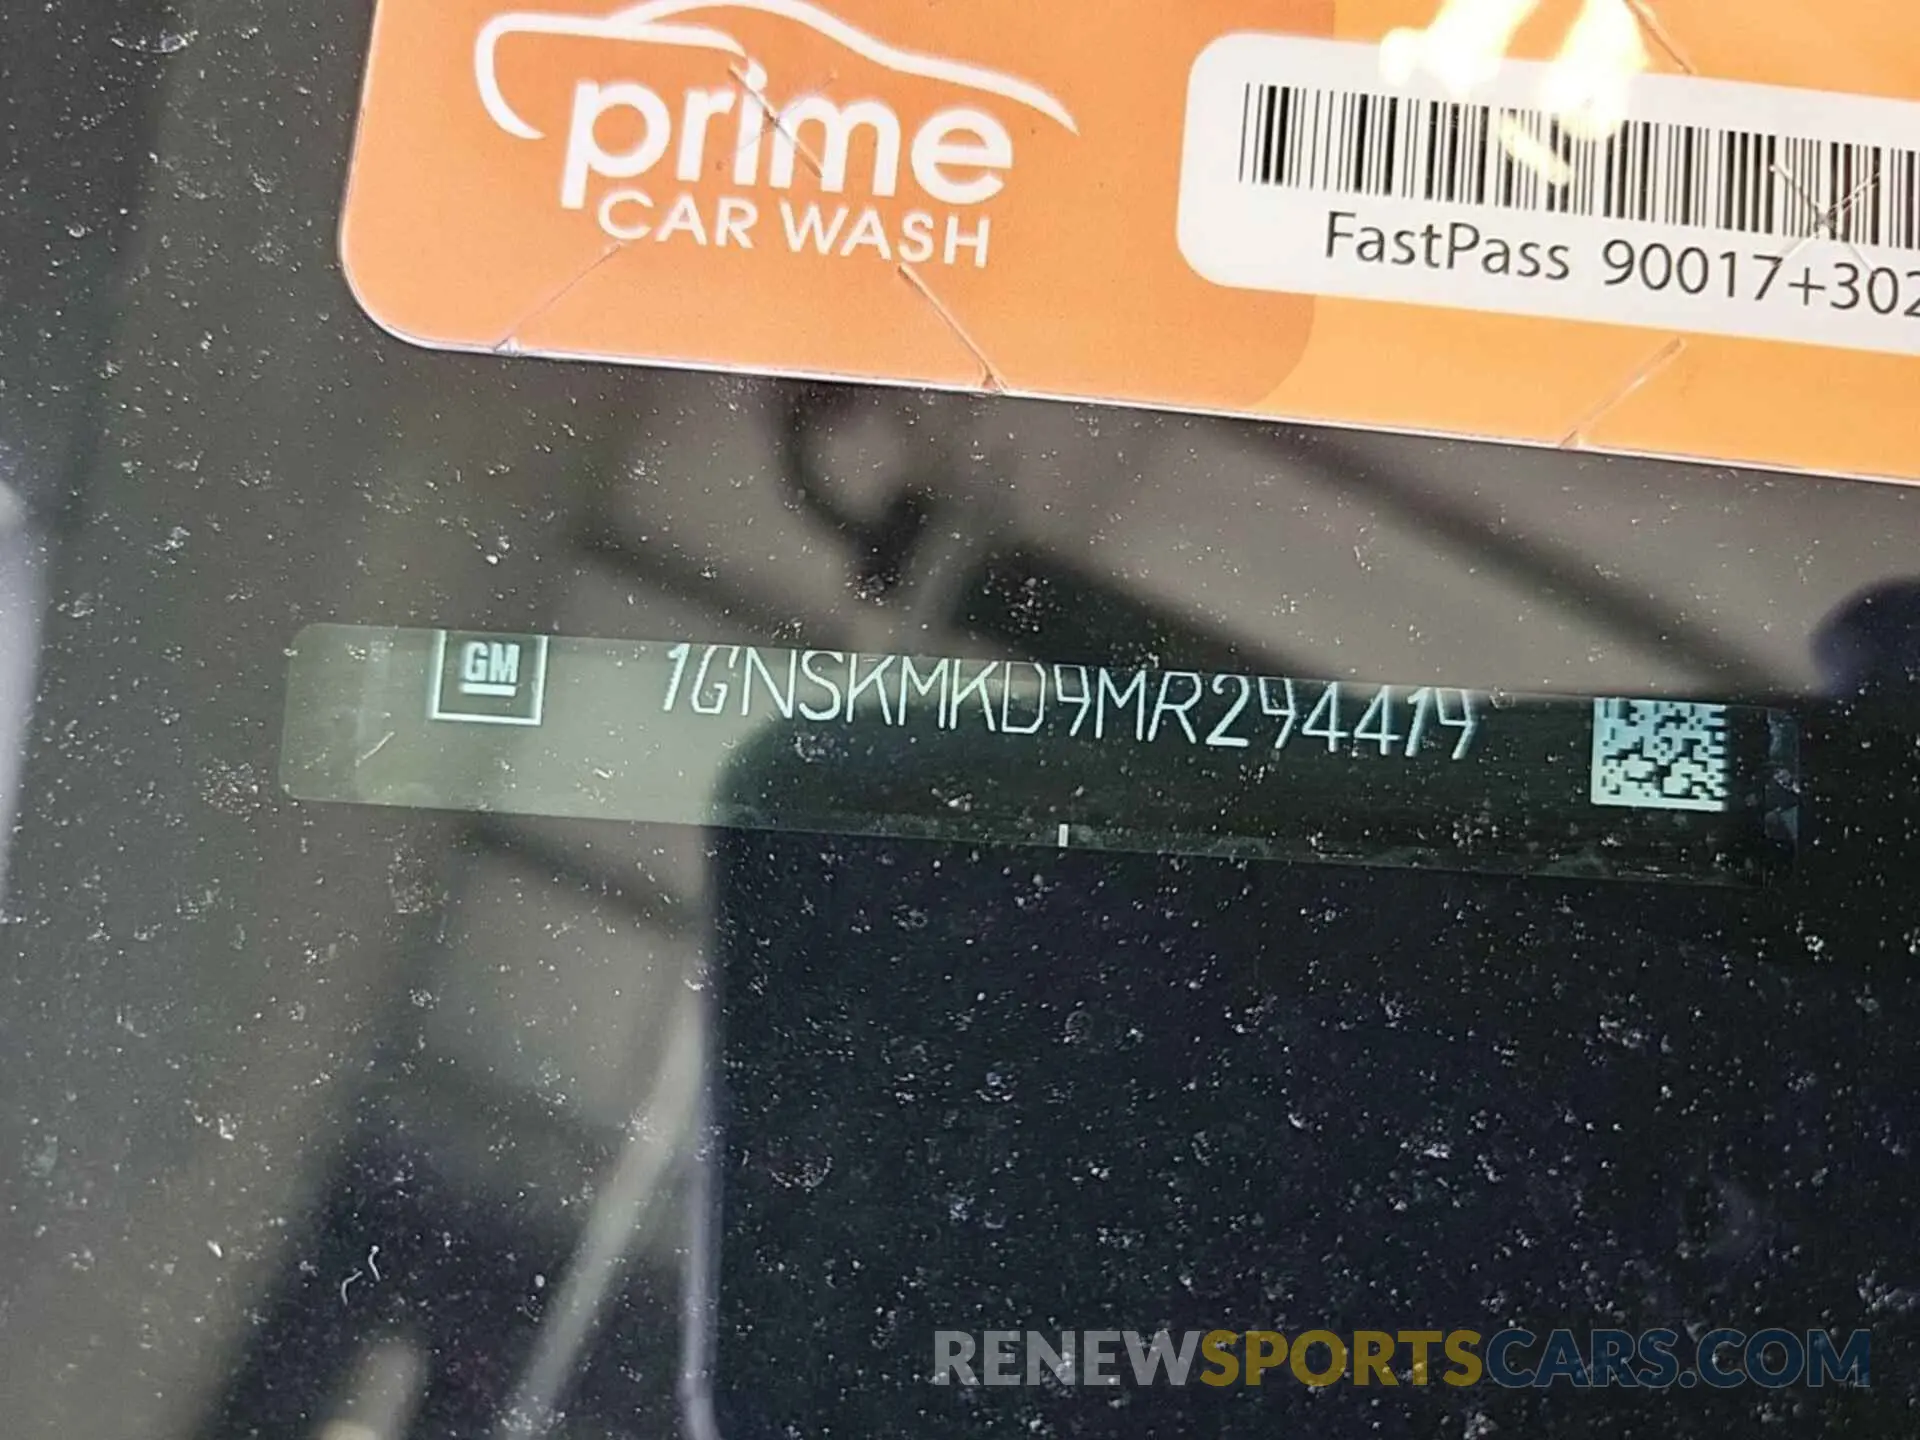 prime
CAR WASH
FastPass 90017+302
GM
1GNSKMKD9MR294419
RENEWSPORTSCARS.COM